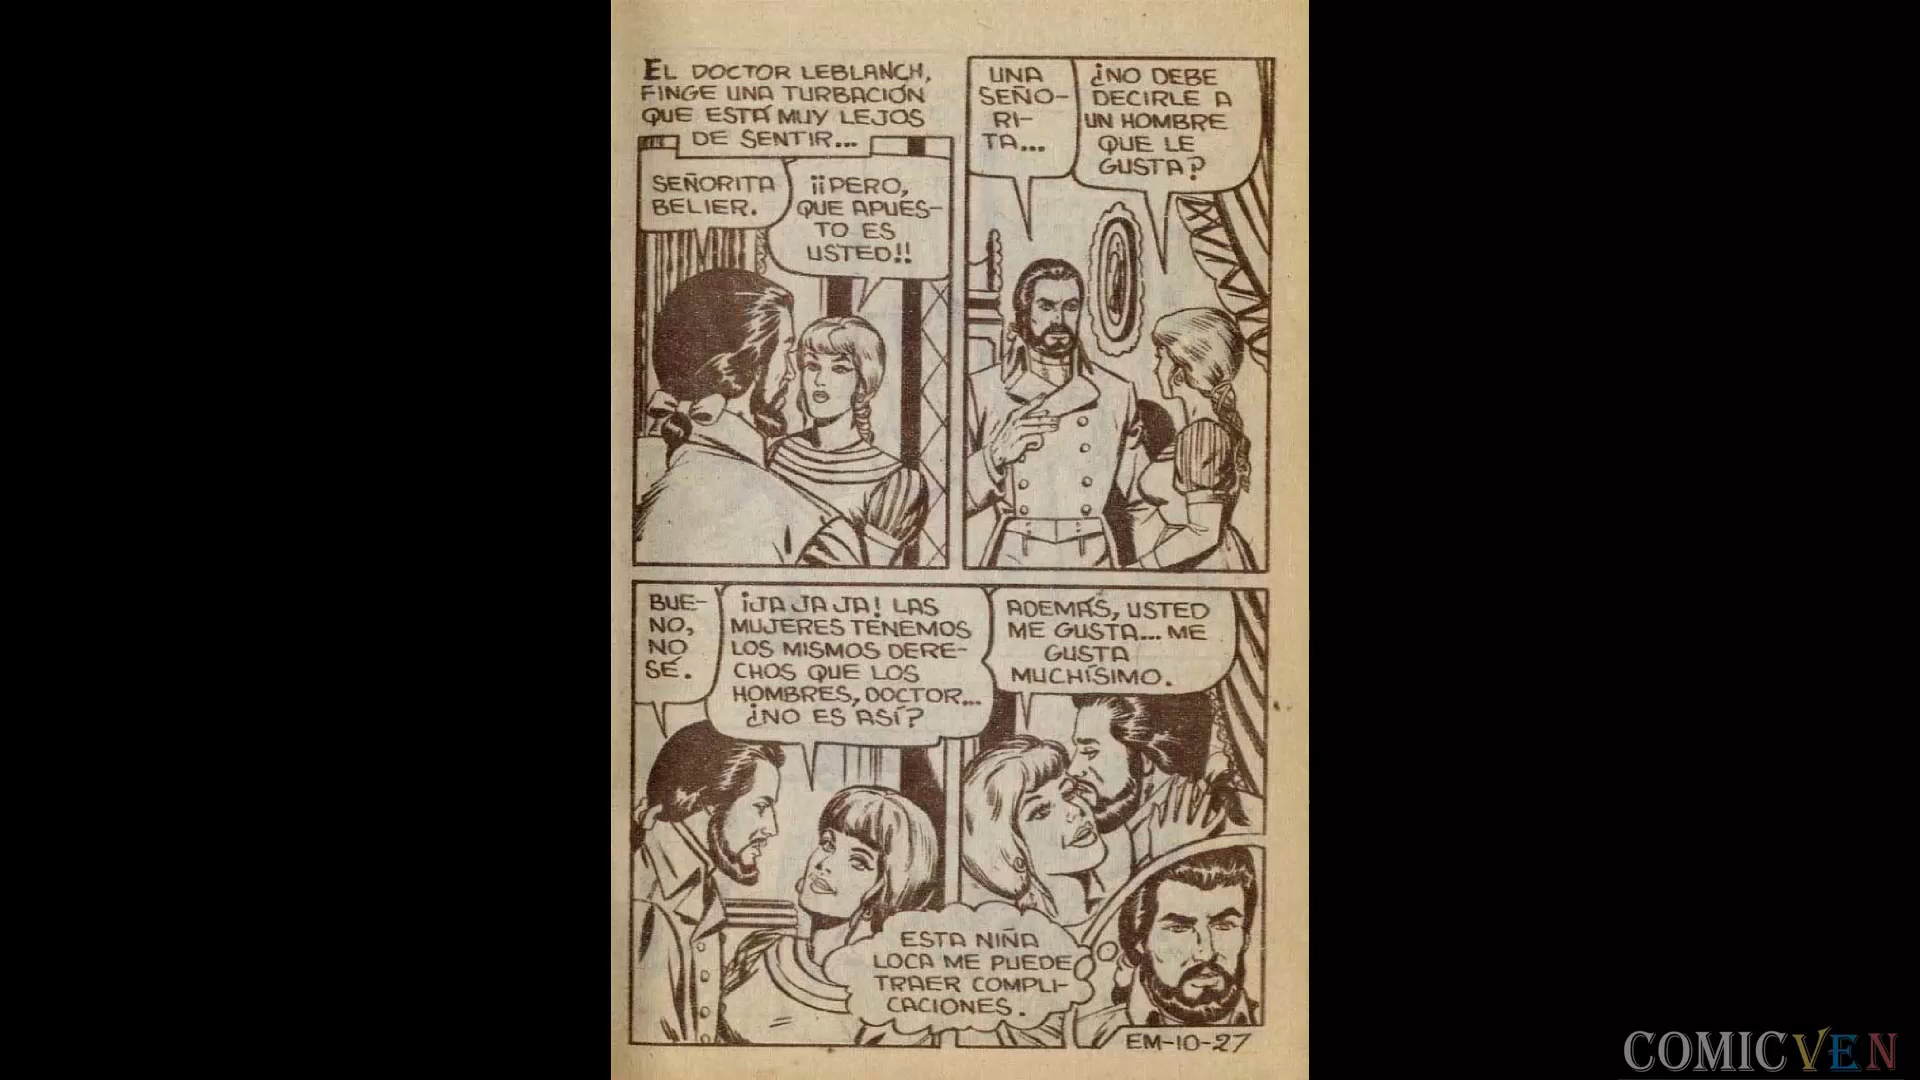 EL DOCTOR LEBLANCH,
FINGE UNA TURBACIÓN
QUE ESTÁ MUY LEJOS
DE SENTIR...
SEÑORITA
BELIER.
¡¡PERO,
QUE APUES-
TO ES
USTED!!
UNA
SEÑO-
RI-
TA...
¿NO DEBE
DECIRLE A
UN HOMBRE
QUE LE
GUSTA?
BUE-
NO,
NO
SÉ.
¡JA JA JA! LAS
MUJERES TENEMOS
LOS MISMOS DERE-
CHOS QUE LOS
HOMBRES, DOCTOR...
¿NO ES ASÍ?
ADEMÁS, USTED
ME GUSTA... ME
GUSTA
MUCHÍSIMO.
ESTA NIÑA
LOCA ME PUEDE
TRAER COMPLI-
CACIONES.
EM-10-27
COMICVEN